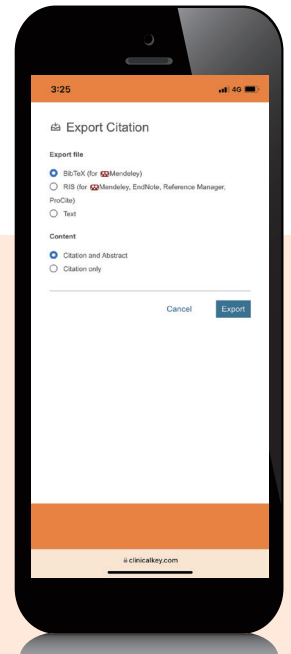 3:25
4G
Export Citation
Export file
BibTeX (for Mendeley)
RIS (for Mendeley, EndNote, Reference Manager,
ProCite)
Text
Content
Citation and Abstract
Citation only
Cancel Export
clinicalkey.com